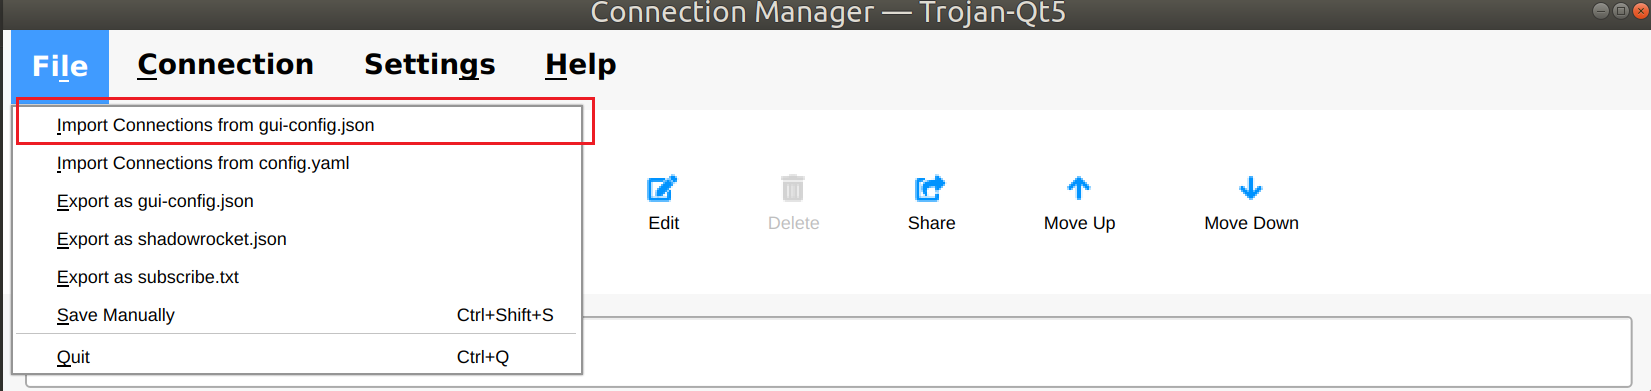 Connection Manager — Trojan-Qt5
File Connection Settings Help
Import Connections from gui-config.json
Import Connections from config.yaml
Export as gui-config.json
Export as shadowrocket.json
Export as subscribe.txt
Save Manually Ctrl+Shift+S
Quit Ctrl+Q
Edit Delete Share Move Up Move Down